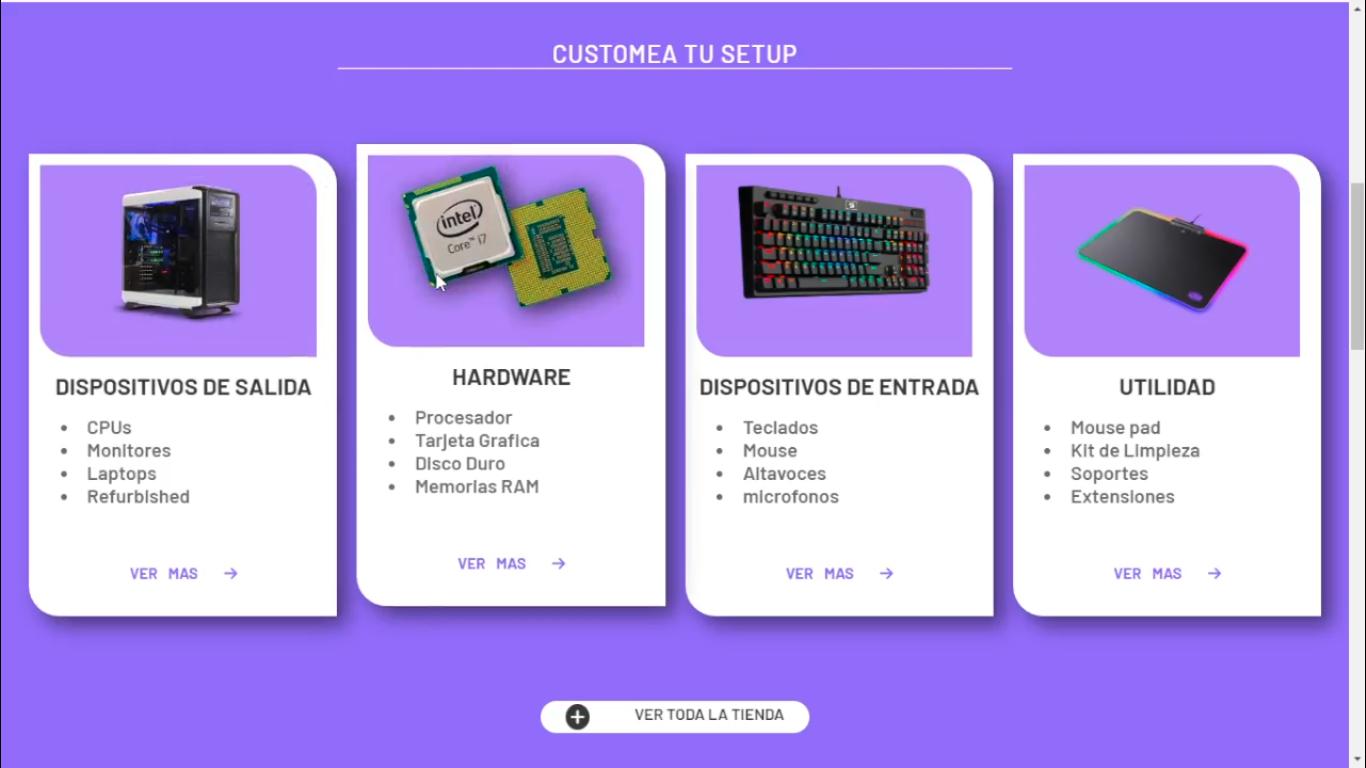 CUSTOMEA TU SETUP
intel
Core™ i7
DISPOSITIVOS DE SALIDA
CPUs
Monitores
Laptops
Refurbished
VER MAS
HARDWARE
Procesador
Tarjeta Grafica
Disco Duro
Memorias RAM
VER MAS
DISPOSITIVOS DE ENTRADA
Teclados
Mouse
Altavoces
microfonos
VER MAS
UTILIDAD
Mouse pad
Kit de Limpieza
Soportes
Extensiones
VER MAS
VER TODA LA TIENDA